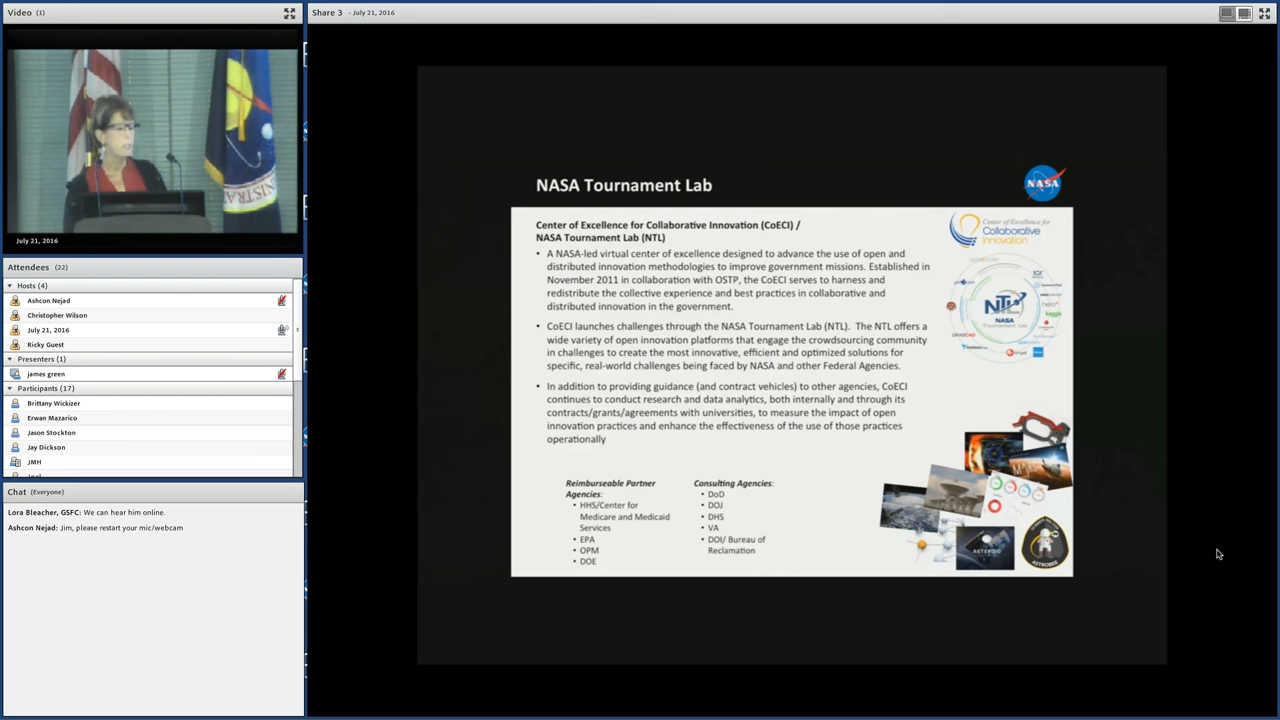 Video (1)
Share 3 - July 21, 2016
NISTRA
July 21, 2016
Attendees (22)
Hosts (4)
Ashcon Nejad
Christopher Wilson
July 21, 2016
Ricky Guest
Presenters (1)
james green
Participants (17)
Brittany Wickizer
Erwan Mazarico
Jason Stockton
Jay Dickson
JMH
Chat (Everyone)
Lora Bleacher, GSFC: We can hear him online.
Ashcon Nejad: Jim, please restart your mic/webcam
NASA Tournament Lab
NASA
Center of Excellence for Collaborative Innovation (CoECI) /
NASA Tournament Lab (NTL)
• A NASA-led virtual center of excellence designed to advance the use of open and
distributed innovation methodologies to improve government missions. Established in
November 2011 in collaboration with OSTP, the CoECI serves to harness and
redistribute the collective experience and best practices in collaborative and
distributed innovation in the government.
• CoECI launches challenges through the NASA Tournament Lab (NTL). The NTL offers a
wide variety of open innovation platforms that engage the crowdsourcing community
in challenges to create the most innovative, efficient and optimized solutions for
specific, real-world challenges being faced by NASA and other Federal Agencies.
• In addition to providing guidance (and contract vehicles) to other agencies, CoECI
continues to conduct research and data analytics, both internally and through its
contracts/grants/agreements with universities, to measure the impact of open
innovation practices and enhance the effectiveness of the use of those practices
operationally
Reimburseable Partner
Agencies:
• HHS/Center for
Medicare and Medicaid
Services
• EPA
• OPM
• DOE
Consulting Agencies:
• DoD
• DOJ
• DHS
• VA
• DOI/ Bureau of
Reclamation
Center of Excellence for
Collaborative
Innovation
NTL
NASA
Tournament Lab
kaggle
MARS
ASTEROID
ASTROBEE